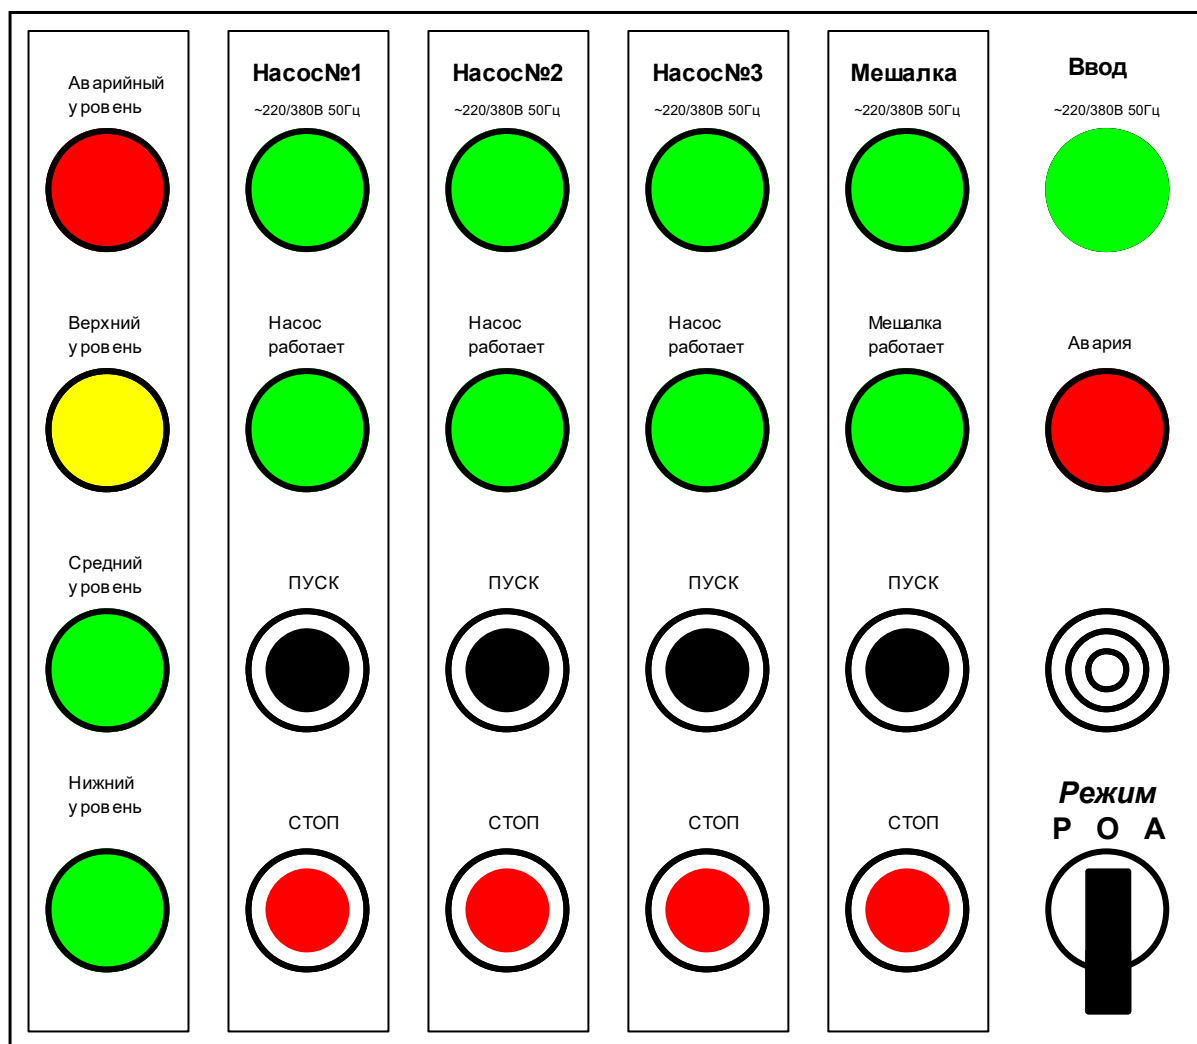 Аварийный
уровень
Верхний
уровень
Средний
уровень
Нижний
уровень
Насос№1
~220/380В 50Гц
Насос
работает
ПУСК
СТОП
Насос№2
~220/380В 50Гц
Насос
работает
ПУСК
СТОП
Насос№3
~220/380В 50Гц
Насос
работает
ПУСК
СТОП
Мешалка
~220/380В 50Гц
Мешалка
работает
ПУСК
СТОП
Ввод
~220/380В 50Гц
Авария
Режим
Р О А